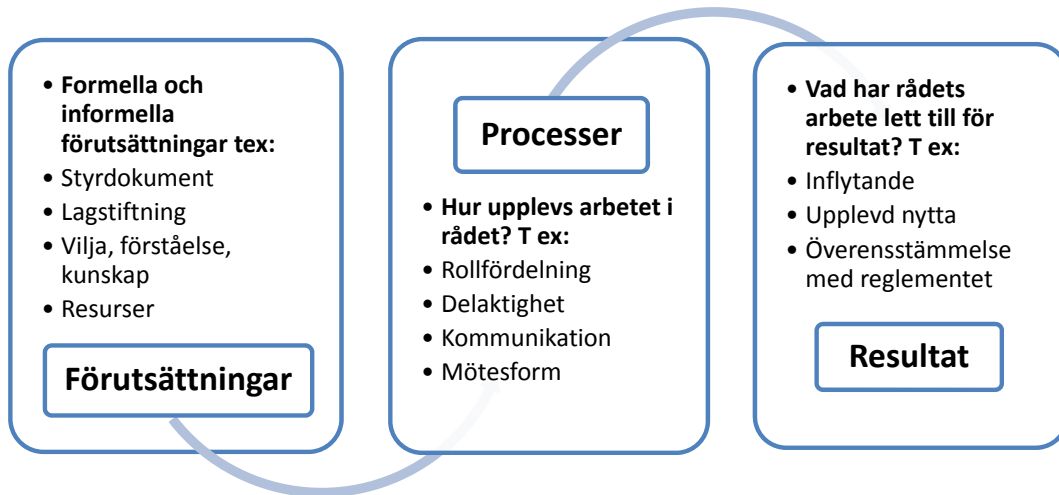 • Formella och
informella
förutsättningar tex:
• Styrdokument
• Lagstiftning
• Vilja, förståelse,
kunskap
• Resurser
Förutsättningar
Processer
• Hur upplevs arbetet i
rådet? T ex:
• Rollfördelning
• Delaktighet
• Kommunikation
• Mötesform
• Vad har rådets
arbete lett till för
resultat? T ex:
• Inflytande
• Upplevd nytta
• Överensstämmelse
med reglementet
Resultat